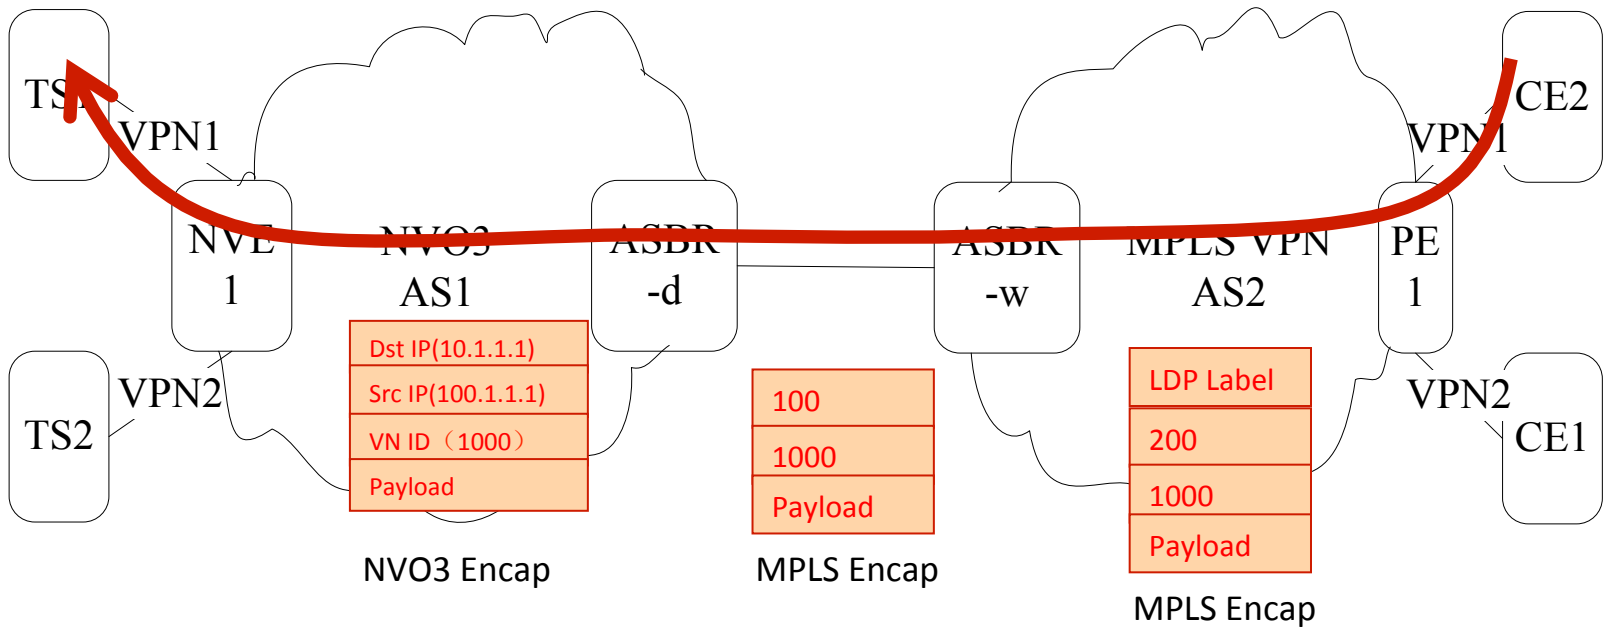 TS1
VPN1
NVE
1
NVO3
AS1
ASBR
-d
ASBR
-w
MPLS VPN
AS2
PE
1
VPN1
CE2
TS2
VPN2
Dst IP(10.1.1.1)
Src IP(100.1.1.1)
VN ID（1000）
Payload
NVO3 Encap
100
1000
Payload
MPLS Encap
LDP Label
200
1000
Payload
MPLS Encap
VPN2
CE1